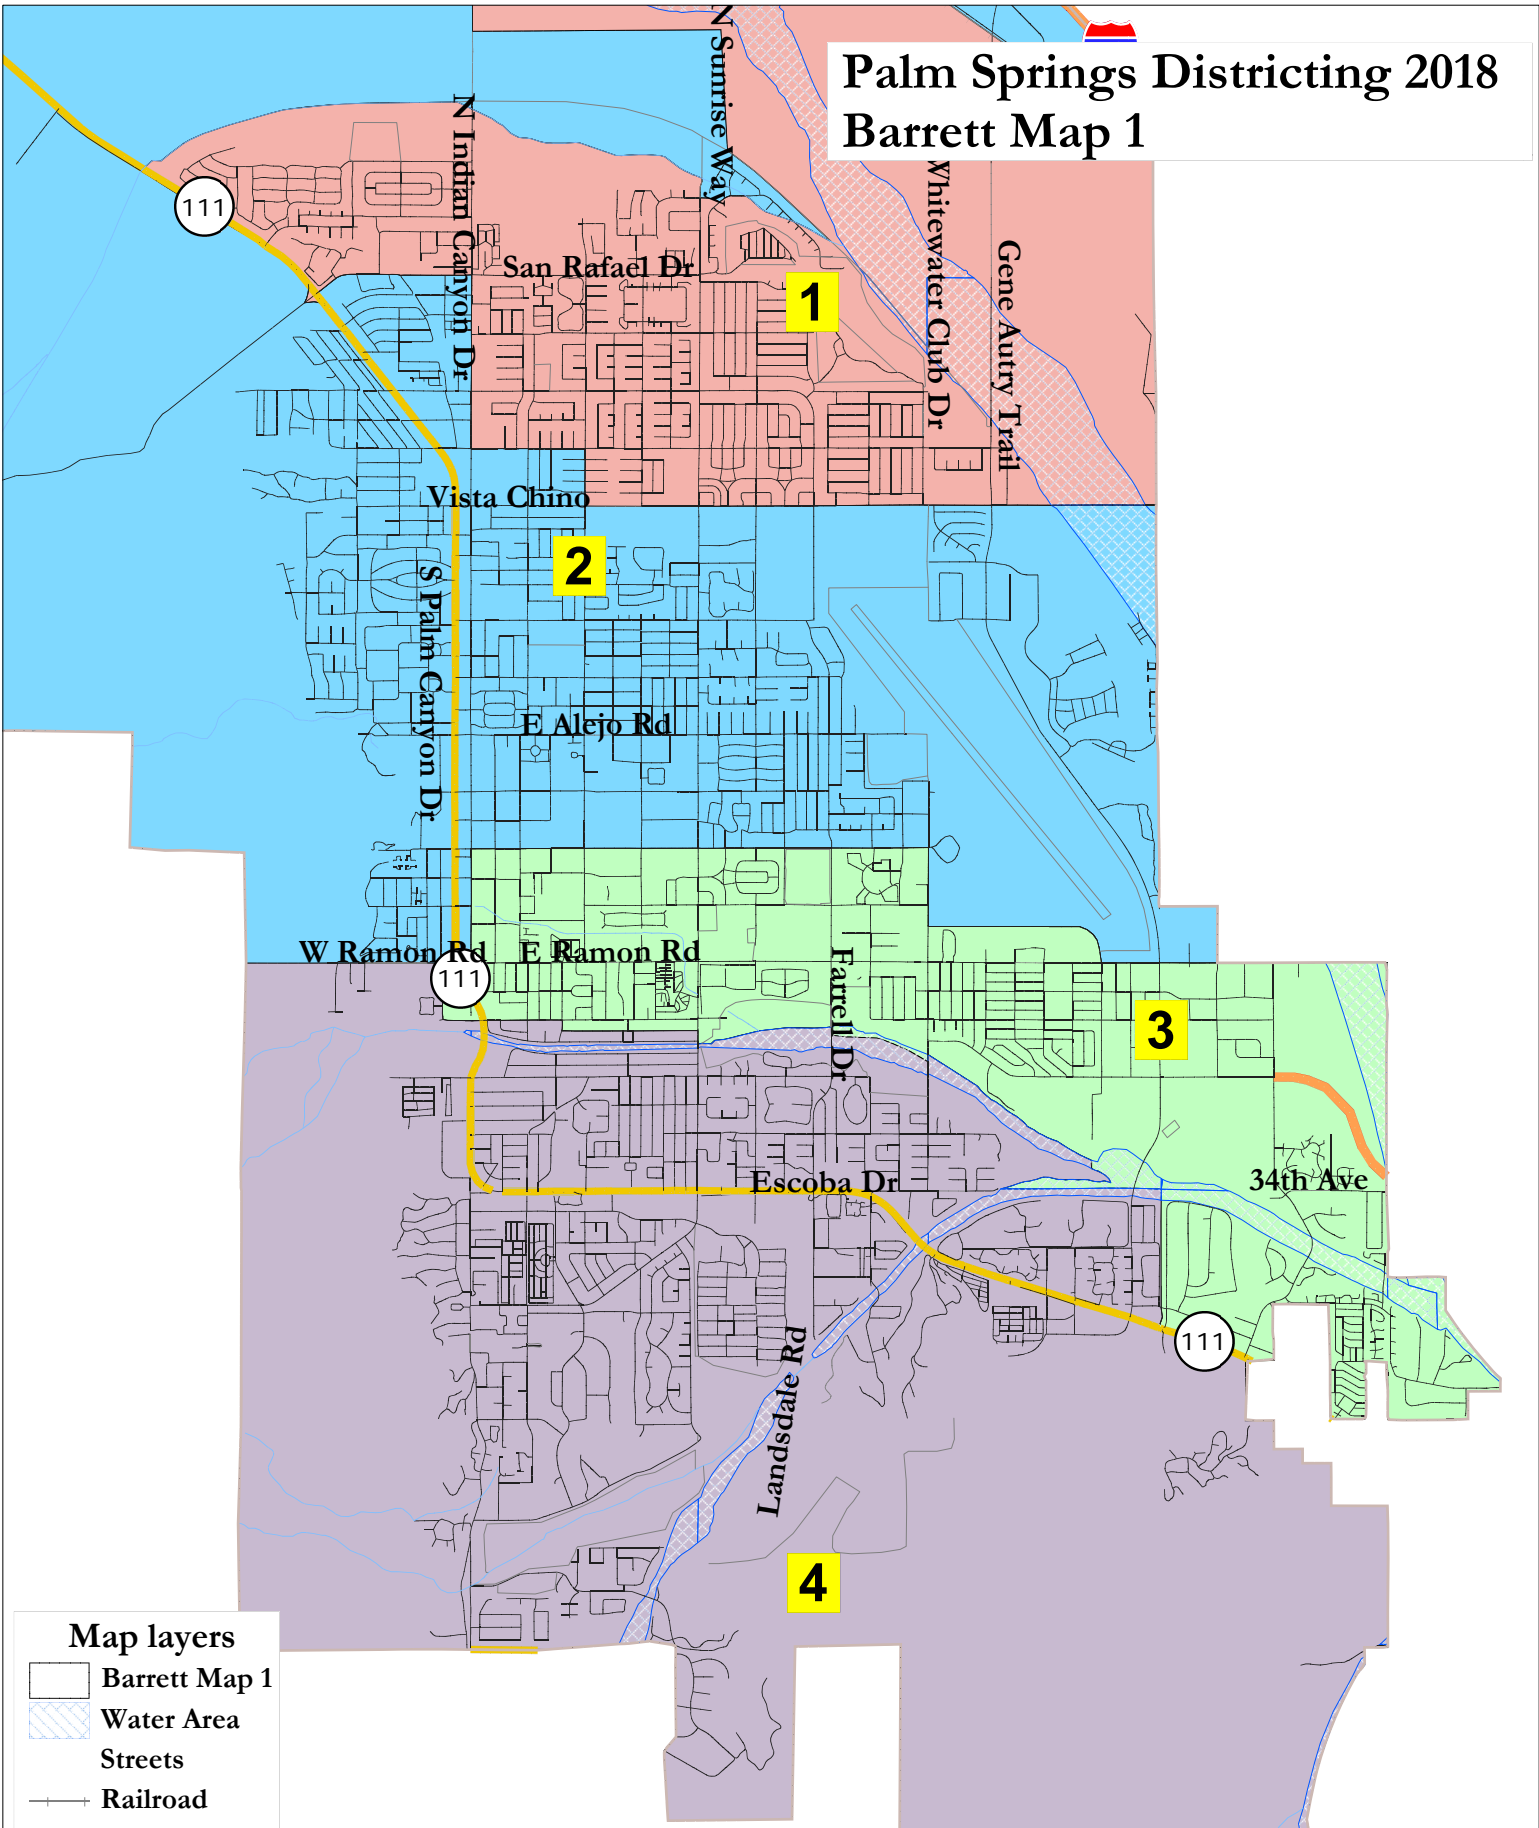 Palm Springs Districting 2018
Barrett Map 1
N Sunrise Way
N Indian Canyon Dr
Whitewater Club Dr
Gene Autry Trail
111
San Rafael Dr
1
Vista Chino
2
S Palm Canyon Dr
E Alejo Rd
W Ramon Rd
E Ramon Rd
111
Farrell Dr
3
Escoba Dr
34th Ave
111
Landsdale Rd
4
Map layers
Barrett Map 1
Water Area
Streets
Railroad